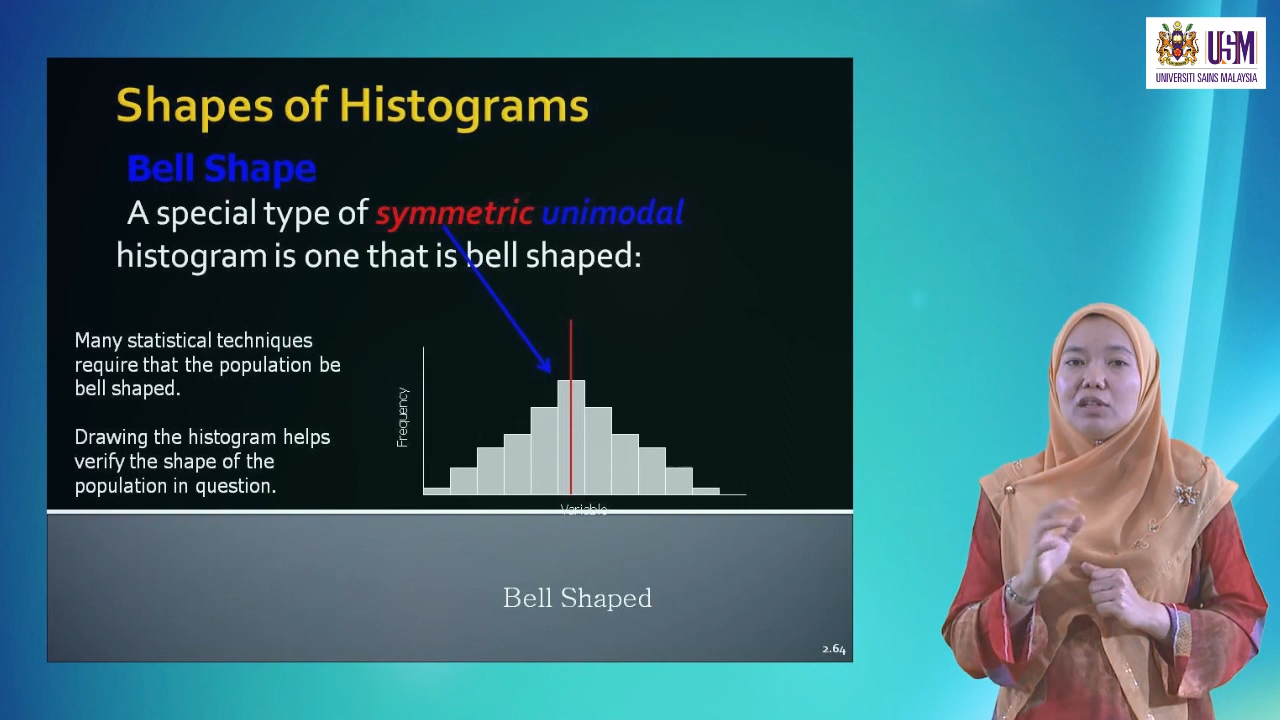 USM
UNIVERSITI SAINS MALAYSIA
Shapes of Histograms
Bell Shape
A special type of symmetric unimodal
histogram is one that is bell shaped:
Many statistical techniques
require that the population be
bell shaped.
Drawing the histogram helps
verify the shape of the
population in question.
Frequency
Variable
Bell Shaped
2.64